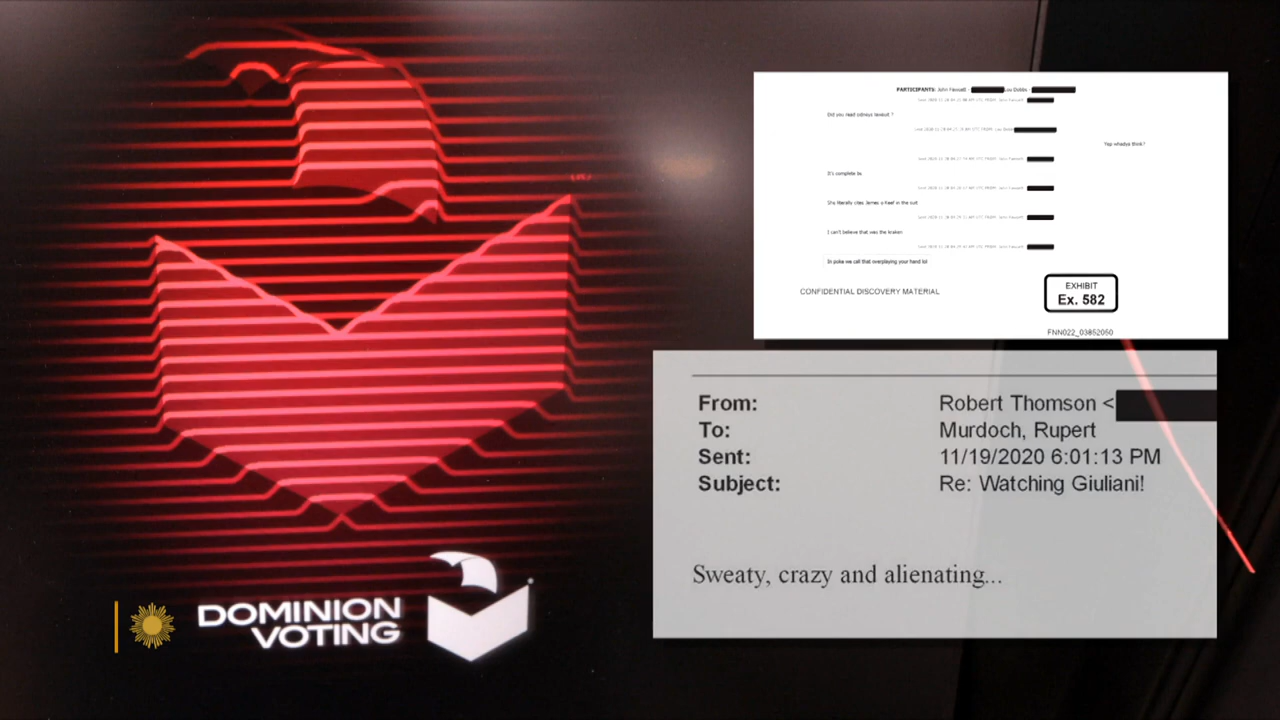 PARTICIPANTS: John Fawcett - Lou Dobbs -
Did you read sidneys lawsuit ?
Yep whadya think?
It's complete bs
She literally cites James o Keef in the suit
I can't believe that was the kraken
In poke we call that overplaying your hand lol
CONFIDENTIAL DISCOVERY MATERIAL
EXHIBIT
Ex. 582
FNN022_03852050
From: Robert Thomson <
To: Murdoch, Rupert
Sent: 11/19/2020 6:01:13 PM
Subject: Re: Watching Giuliani!
Sweaty, crazy and alienating...
DOMINION
VOTING